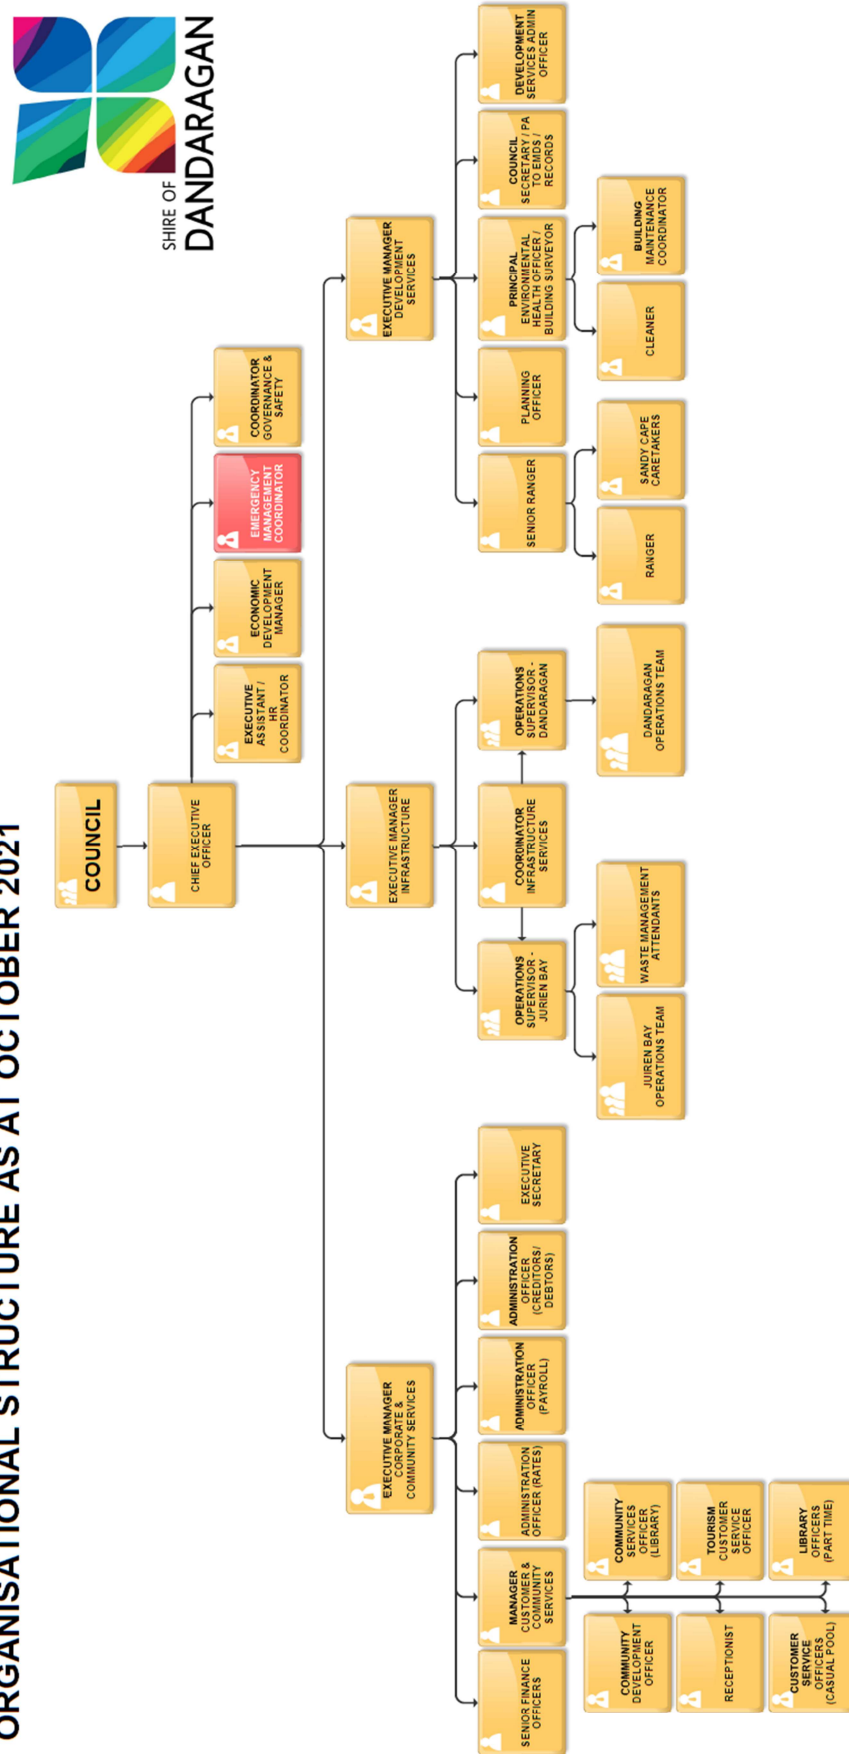 ORGANISATIONAL STRUCTURE AS AT OCTOBER 2021
SHIRE OF
DANDARAGAN
COUNCIL
CHIEF EXECUTIVE
OFFICER
EXECUTIVE
ASSISTANT /
HR
COORDINATOR
ECONOMIC
DEVELOPMENT
MANAGER
EMERGENCY
MANAGEMENT
COORDINATOR
COORDINATOR
GOVERNANCE &
SAFETY
EXECUTIVE MANAGER
CORPORATE &
COMMUNITY SERVICES
EXECUTIVE MANAGER
INFRASTRUCTURE
EXECUTIVE MANAGER
DEVELOPMENT
SERVICES
SENIOR FINANCE
OFFICERS
MANAGER
CUSTOMER &
COMMUNITY
SERVICES
ADMINISTRATION
OFFICER (RATES)
ADMINISTRATION
OFFICER
(PAYROLL)
ADMINISTRATION
OFFICER
(CREDITORS/
DEBTORS)
EXECUTIVE
SECRETARY
OPERATIONS
SUPERVISOR -
JURIEN BAY
COORDINATOR
INFRASTRUCTURE
SERVICES
OPERATIONS
SUPERVISOR -
DANDARAGAN
SENIOR RANGER
PLANNING
OFFICER
PRINCIPAL
ENVIRONMENTAL
HEALTH OFFICER /
BUILDING SURVEYOR
COUNCIL
SECRETARY / PA
TO EMDS /
RECORDS
DEVELOPMENT
SERVICES ADMIN
OFFICER
COMMUNITY
DEVELOPMENT
OFFICER
COMMUNITY
SERVICES
OFFICER
(LIBRARY)
RECEPTIONIST
TOURISM
CUSTOMER
SERVICE
OFFICER
CUSTOMER
SERVICE
OFFICERS
(CASUAL POOL)
LIBRARY
OFFICERS
(PART TIME)
JUIREN BAY
OPERATIONS TEAM
WASTE MANAGEMENT
ATTENDANTS
DANDARAGAN
OPERATIONS TEAM
RANGER
SANDY CAPE
CARETAKERS
CLEANER
BUILDING
MAINTENANCE
COORDINATOR